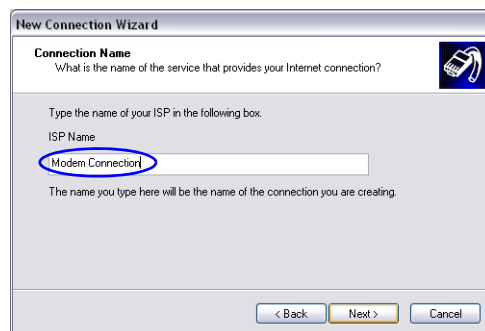 New Connection Wizard
Connection Name
What is the name of the service that provides your Internet connection?
Type the name of your ISP in the following box.
ISP Name
Modem Connection
The name you type here will be the name of the connection you are creating.
< Back Next > Cancel